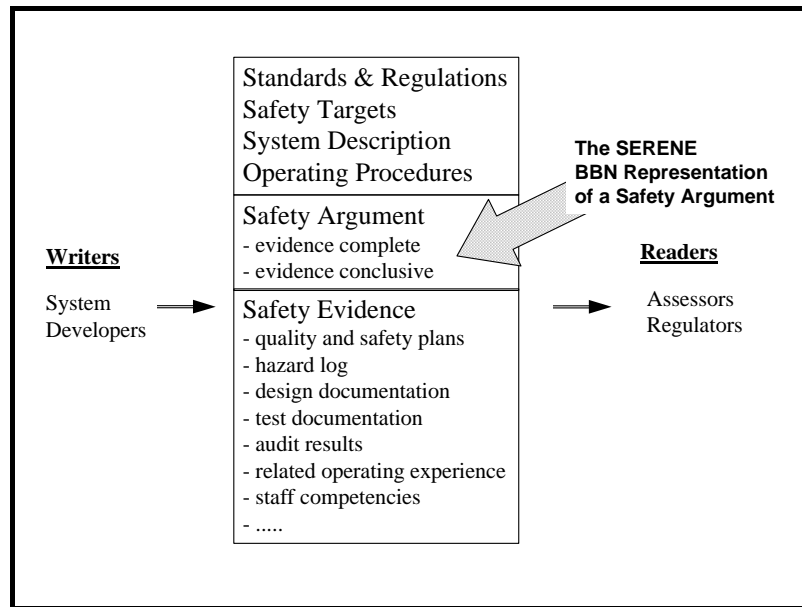 Standards & Regulations
Safety Targets
System Description
Operating Procedures
The SERENE
BBN Representation
of a Safety Argument
Safety Argument
- evidence complete
- evidence conclusive
Writers
System
Developers
Readers
Assessors
Regulators
Safety Evidence
- quality and safety plans
- hazard log
- design documentation
- test documentation
- audit results
- related operating experience
- staff competencies
- .....